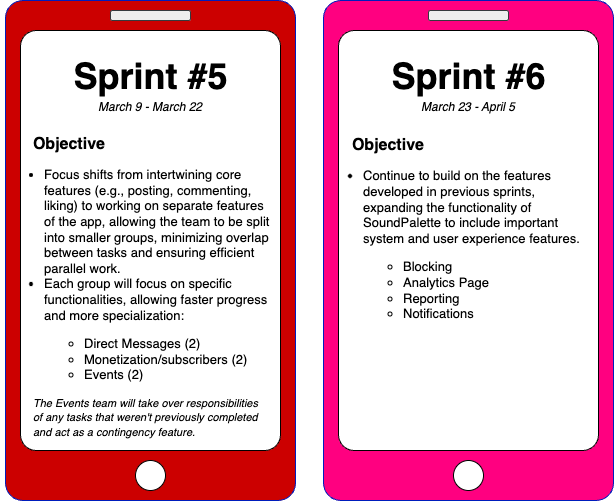 Sprint #5
March 9 - March 22
Objective
• Focus shifts from intertwining core
features (e.g., posting, commenting,
liking) to working on separate features
of the app, allowing the team to be split
into smaller groups, minimizing overlap
between tasks and ensuring efficient
parallel work.
• Each group will focus on specific
functionalities, allowing faster progress
and more specialization:
◦ Direct Messages (2)
◦ Monetization/subscribers (2)
◦ Events (2)
The Events team will take over responsibilities
of any tasks that weren't previously completed
and act as a contingency feature.
Sprint #6
March 23 - April 5
Objective
• Continue to build on the features
developed in previous sprints,
expanding the functionality of
SoundPalette to include important
system and user experience features.
◦ Blocking
◦ Analytics Page
◦ Reporting
◦ Notifications